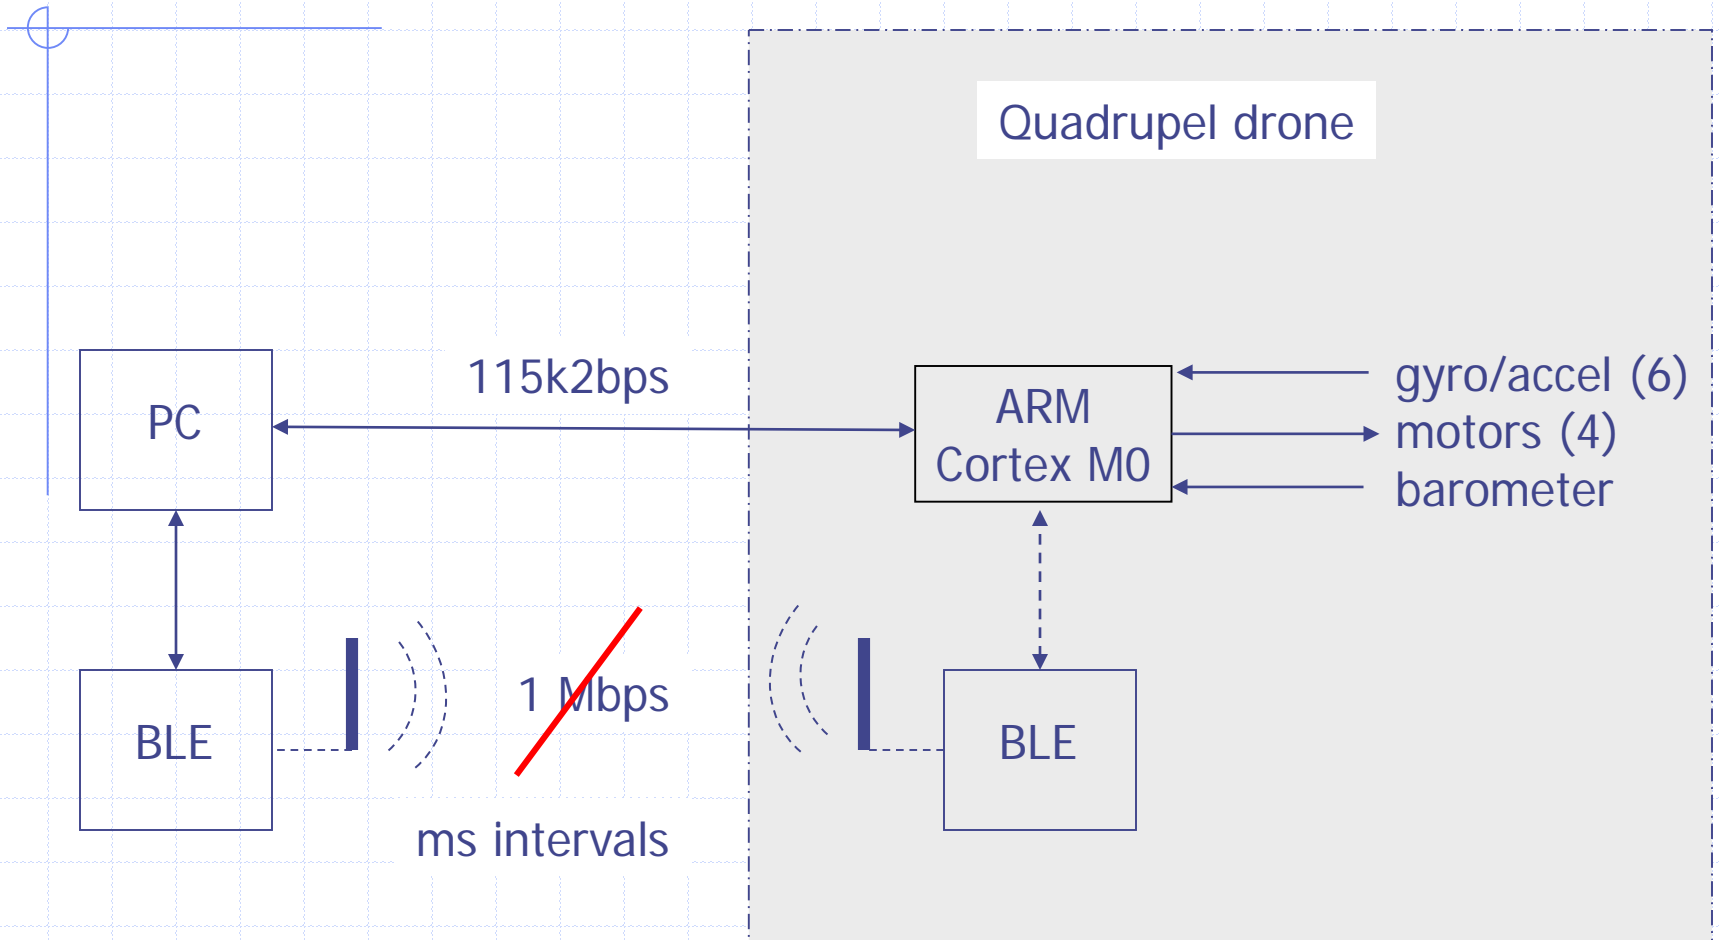 Quadrupel drone
115k2bps
PC
ARM
Cortex M0
gyro/accel (6)
motors (4)
barometer
1 Mbps
BLE
BLE
ms intervals